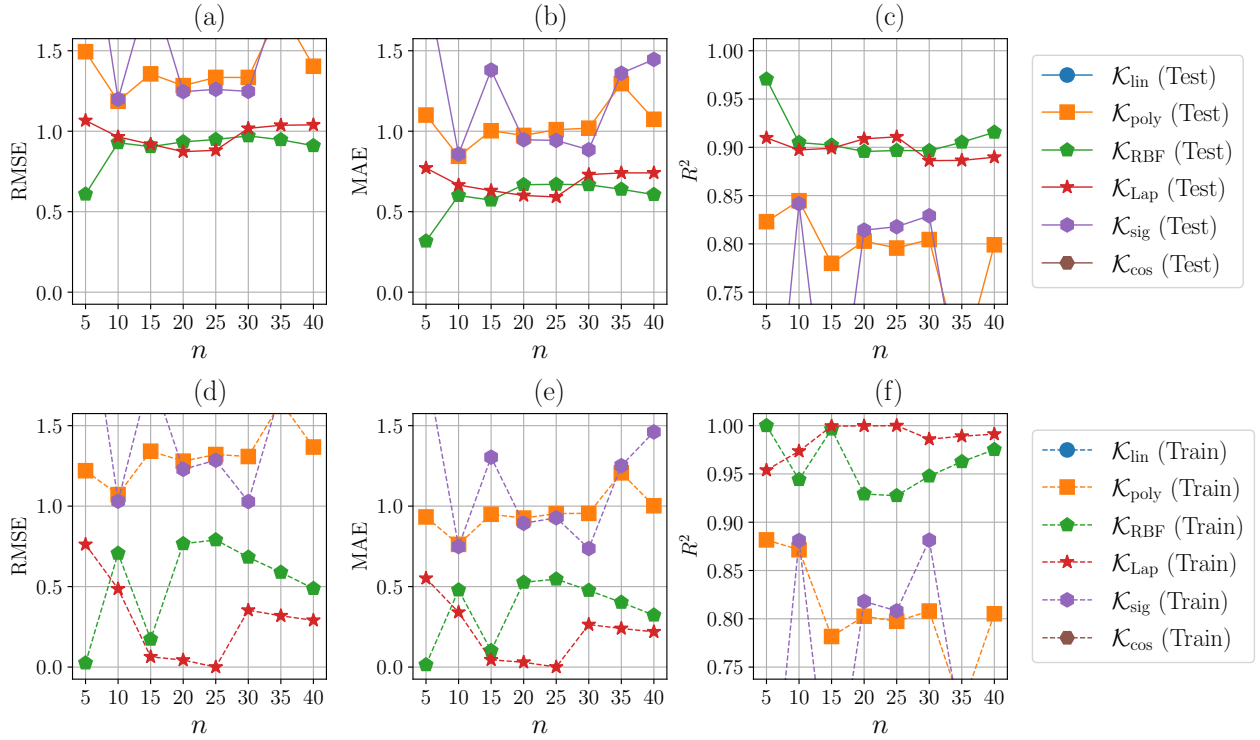 (a)
(b)
(c)
1.5
1.0
0.5
0.0
RMSE
5 10 15 20 25 30 35 40
n
1.5
1.0
0.5
0.0
MAE
5 10 15 20 25 30 35 40
n
1.00
0.95
0.90
0.85
0.80
0.75
R²
5 10 15 20 25 30 35 40
n
𝒦lin (Test)
𝒦poly (Test)
𝒦RBF (Test)
𝒦Lap (Test)
𝒦sig (Test)
𝒦cos (Test)
(d)
(e)
(f)
1.5
1.0
0.5
0.0
RMSE
5 10 15 20 25 30 35 40
n
1.5
1.0
0.5
0.0
MAE
5 10 15 20 25 30 35 40
n
1.00
0.95
0.90
0.85
0.80
0.75
R²
5 10 15 20 25 30 35 40
n
𝒦lin (Train)
𝒦poly (Train)
𝒦RBF (Train)
𝒦Lap (Train)
𝒦sig (Train)
𝒦cos (Train)